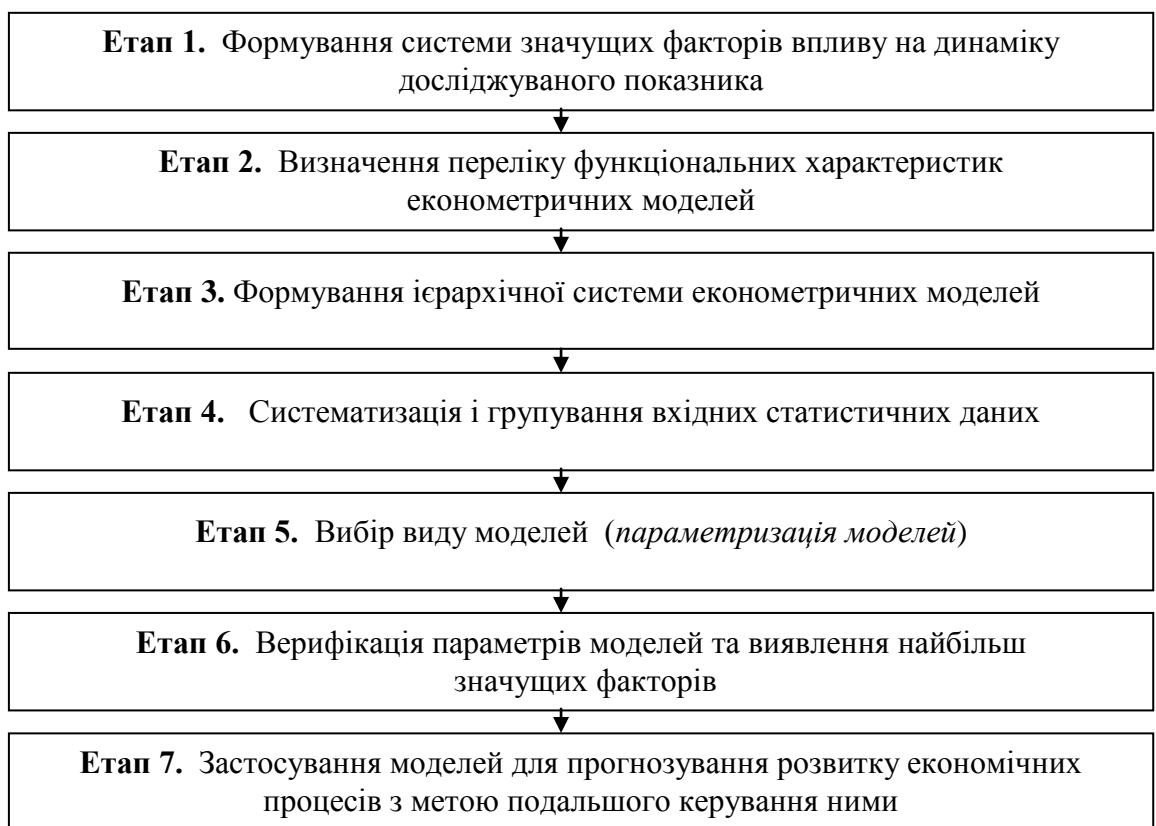 Етап 1. Формування системи значущих факторів впливу на динаміку
досліджуваного показника
Етап 2. Визначення переліку функціональних характеристик
економетричних моделей
Етап 3. Формування ієрархічної системи економетричних моделей
Етап 4. Систематизація і групування вхідних статистичних даних
Етап 5. Вибір виду моделей (параметризація моделей)
Етап 6. Верифікація параметрів моделей та виявлення найбільш
значущих факторів
Етап 7. Застосування моделей для прогнозування розвитку економічних
процесів з метою подальшого керування ними